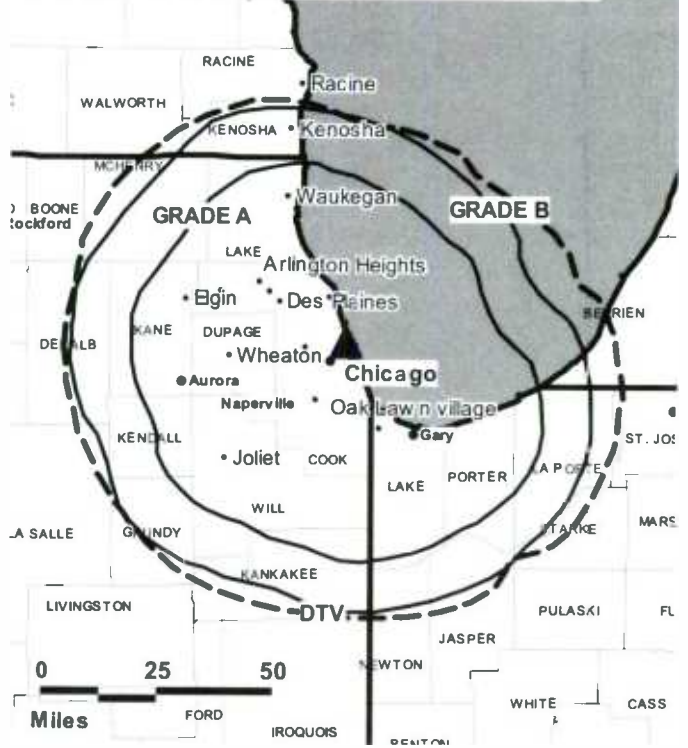 RACINE
Racine
WALWORTH
KENOSHA
Kenosha
MCHENRY
Waukegan
BOONE
GRADE A
GRADE B
Rockford
LAKE
Arlington Heights
Elgin
Des Plaines
BERRIEN
KANE
DUPAGE
DEKALB
Wheaton
Chicago
Aurora
Naperville
Oak Lawn village
KENDALL
Gary
ST. JOS
Joliet
COOK
LA PORTE
PORTER
LAKE
WILL
LA SALLE
GRUNDY
STARKE
MARS
KANKAKEE
LIVINGSTON
DTV
PULASKI
FU
JASPER
NEWTON
0 25 50
Miles
FORD
WHITE
CASS
IROQUOIS
BENTON